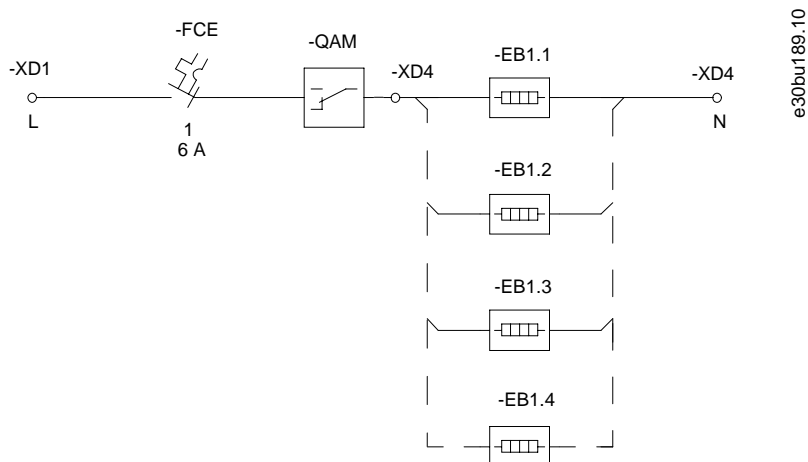 -FCE
-QAM
-EB1.1
-XD1
-XD4
-XD4
L
N
1
6 A
-EB1.2
-EB1.3
-EB1.4
e30bu189.10